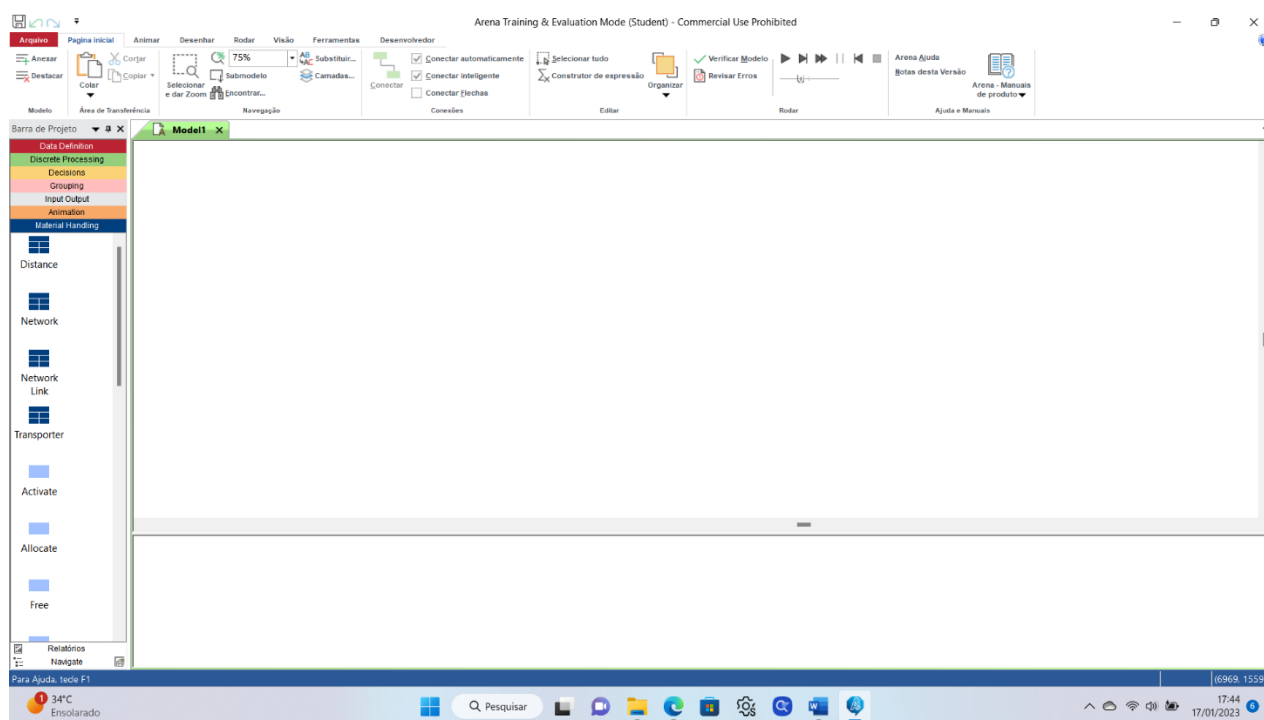 Arena Training & Evaluation Mode (Student) - Commercial Use Prohibited
Arquivo Pagina inicial Animar Desenhar Rodar Visão Ferramentas Desenvolvedor
Anexar
Destacar
Modelo
Colar
Cortar
Copiar
Área de Transferência
Selecionar
e dar Zoom
75%
Submodelo
Encontrar...
Substituir...
Camadas...
Navegação
Conectar
Conectar automaticamente
Conectar inteligente
Conectar Flechas
Conexões
Selecionar tudo
Construtor de expressão
Organizar
Editar
Verificar Modelo
Revisar Erros
Rodar
Arena Ajuda
Notas desta Versão
Arena - Manuais
de produto
Ajuda e Manuais
Barra de Projeto
Model1
Data Definition
Discrete Processing
Decisions
Grouping
Input Output
Animation
Material Handling
Distance
Network
Network
Link
Transporter
Activate
Allocate
Free
Relatórios
Navigate
Para Ajuda, tecle F1
(6969, 1559
1
34°C
Ensolarado
Pesquisar
17:44
17/01/2023
6